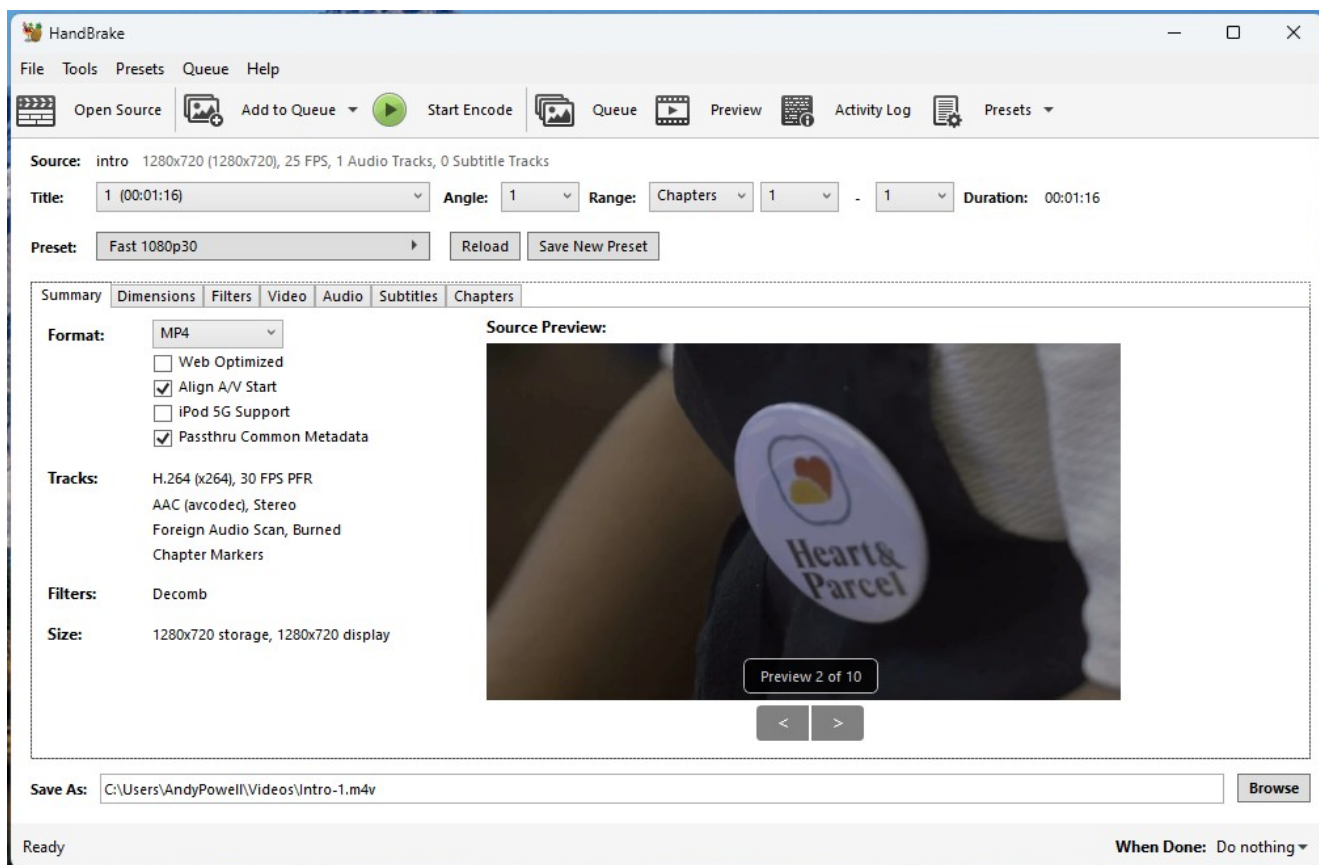 HandBrake
File Tools Presets Queue Help
Open Source Add to Queue Start Encode Queue Preview Activity Log Presets
Source: intro 1280x720 (1280x720), 25 FPS, 1 Audio Tracks, 0 Subtitle Tracks
Title: 1 (00:01:16) Angle: 1 Range: Chapters 1 - 1 Duration: 00:01:16
Preset: Fast 1080p30 Reload Save New Preset
Summary Dimensions Filters Video Audio Subtitles Chapters
Format: MP4
Web Optimized
Align A/V Start
iPod 5G Support
Passthru Common Metadata
Tracks: H.264 (x264), 30 FPS PFR
AAC (avcodec), Stereo
Foreign Audio Scan, Burned
Chapter Markers
Filters: Decomb
Size: 1280x720 storage, 1280x720 display
Source Preview:
Heart&
Parcel
Preview 2 of 10
< >
Save As: C:\Users\AndyPowell\Videos\Intro-1.m4v Browse
Ready When Done: Do nothing